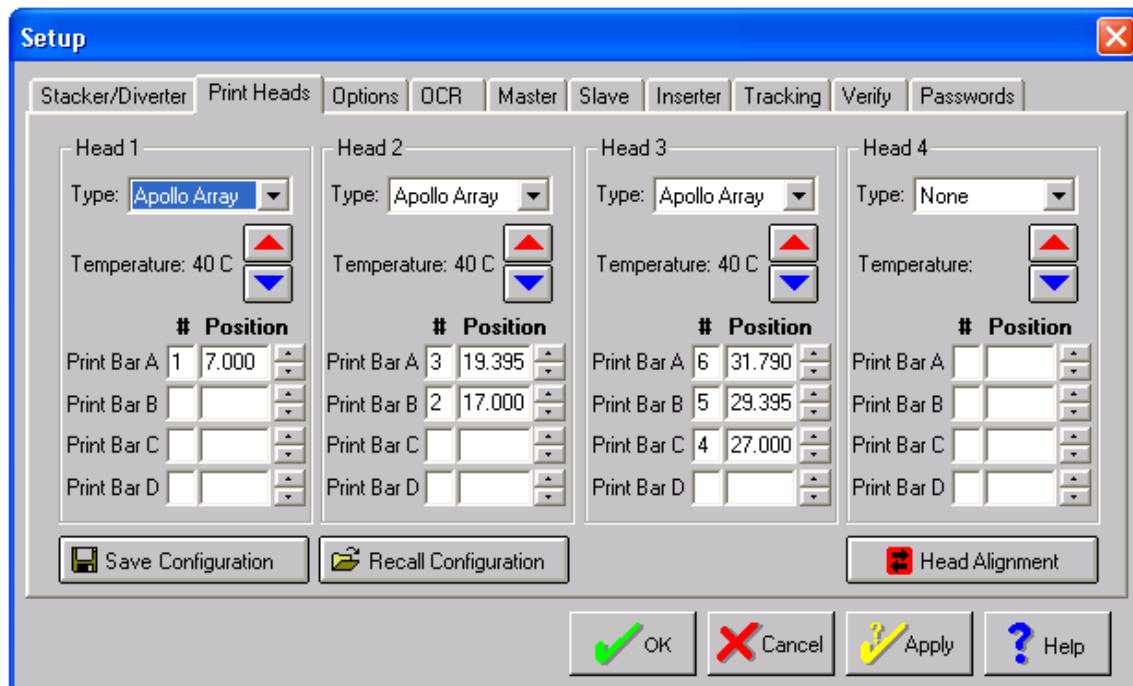 Setup
Stacker/Diverter Print Heads Options OCR Master Slave Inserter Tracking Verify Passwords
Head 1 Head 2 Head 3 Head 4
Type: Apollo Array Type: Apollo Array Type: Apollo Array Type: None
Temperature: 40 C Temperature: 40 C Temperature: 40 C Temperature:
# Position # Position # Position # Position
Print Bar A 1 7.000 Print Bar A 3 19.395 Print Bar A 6 31.790 Print Bar A
Print Bar B Print Bar B 2 17.000 Print Bar B 5 29.395 Print Bar B
Print Bar C Print Bar C Print Bar C 4 27.000 Print Bar C
Print Bar D Print Bar D Print Bar D Print Bar D
Save Configuration Recall Configuration Head Alignment
OK Cancel ? Apply ? Help